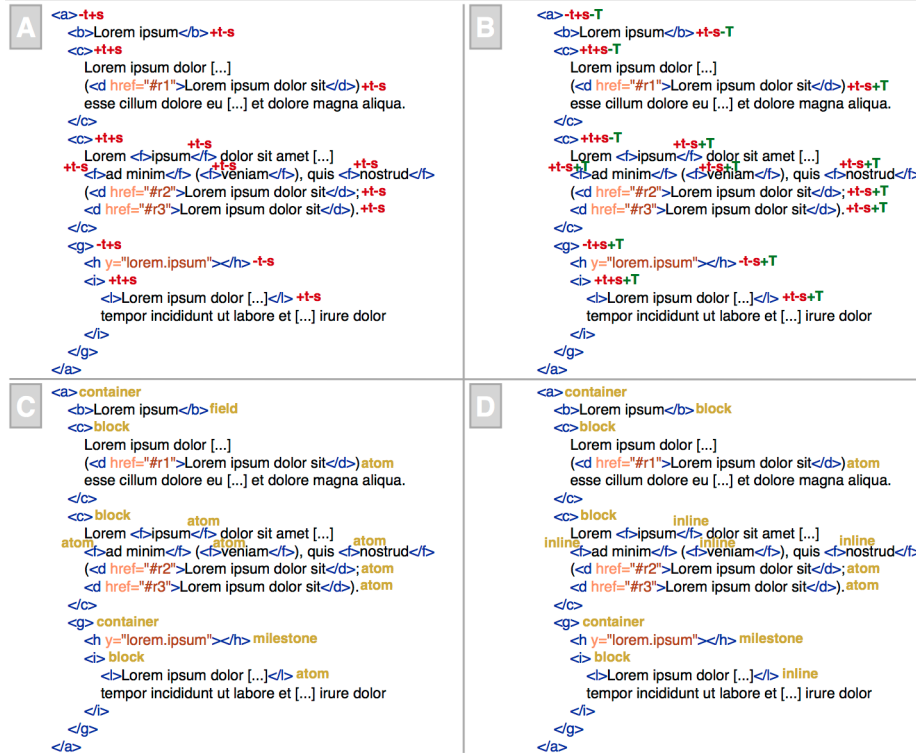 A
<a>-t+s
<b>Lorem ipsum</b>+t-s
<c>+t+s
Lorem ipsum dolor [...]
(<d href="#r1">Lorem ipsum dolor sit</d>)+t-s
esse cillum dolore eu [...] et dolore magna aliqua.
</c>
<c>+t+s
+t-s
Lorem <f>ipsum</f> dolor sit amet [...]
+t-s +t-s +t-s
<f>ad minim</f> (<f>veniam</f>), quis <f>nostrud</f>
(<d href="#r2">Lorem ipsum dolor sit</d>;+t-s
<d href="#r3">Lorem ipsum dolor sit</d>).+t-s
</c>
<g>-t+s
<h y="lorem.ipsum"></h>-t-s
<i>+t+s
<l>Lorem ipsum dolor [...]</l>+t-s
tempor incididunt ut labore et [...] irure dolor
</i>
</g>
</a>
B
<a>-t+s-T
<b>Lorem ipsum</b>+t-s-T
<c>+t+s-T
Lorem ipsum dolor [...]
(<d href="#r1">Lorem ipsum dolor sit</d>)+t-s+T
esse cillum dolore eu [...] et dolore magna aliqua.
</c>
<c>+t+s-T
+t-s+T
Lorem <f>ipsum</f> dolor sit amet [...]
+t-s+T +t-s+T +t-s+T
<f>ad minim</f> (<f>veniam</f>), quis <f>nostrud</f>
(<d href="#r2">Lorem ipsum dolor sit</d>;+t-s+T
<d href="#r3">Lorem ipsum dolor sit</d>).+t-s+T
</c>
<g>-t+s+T
<h y="lorem.ipsum"></h>-t-s+T
<i>+t+s+T
<l>Lorem ipsum dolor [...]</l>+t-s+T
tempor incididunt ut labore et [...] irure dolor
</i>
</g>
</a>
C
<a>container
<b>Lorem ipsum</b>field
<c>block
Lorem ipsum dolor [...]
(<d href="#r1">Lorem ipsum dolor sit</d>)atom
esse cillum dolore eu [...] et dolore magna aliqua.
</c>
<c>block
atom
Lorem <f>ipsum</f> dolor sit amet [...]
atom atom atom
<f>ad minim</f> (<f>veniam</f>), quis <f>nostrud</f>
(<d href="#r2">Lorem ipsum dolor sit</d>;atom
<d href="#r3">Lorem ipsum dolor sit</d>).atom
</c>
<g>container
<h y="lorem.ipsum"></h>milestone
<i>block
<l>Lorem ipsum dolor [...]</l>atom
tempor incididunt ut labore et [...] irure dolor
</i>
</g>
</a>
D
<a>container
<b>Lorem ipsum</b>block
<c>block
Lorem ipsum dolor [...]
(<d href="#r1">Lorem ipsum dolor sit</d>)atom
esse cillum dolore eu [...] et dolore magna aliqua.
</c>
<c>block
inline
Lorem <f>ipsum</f> dolor sit amet [...]
inline inline inline
<f>ad minim</f> (<f>veniam</f>), quis <f>nostrud</f>
(<d href="#r2">Lorem ipsum dolor sit</d>;atom
<d href="#r3">Lorem ipsum dolor sit</d>).atom
</c>
<g>container
<h y="lorem.ipsum"></h>milestone
<i>block
<l>Lorem ipsum dolor [...]</l>inline
tempor incididunt ut labore et [...] irure dolor
</i>
</g>
</a>